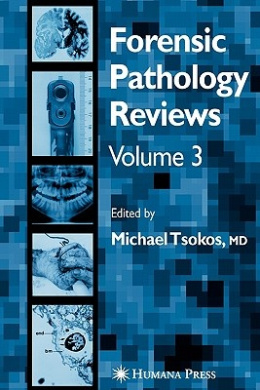 Forensic
Pathology
Reviews
Volume 3
Edited by
Michael Tsokos, MD
HUMANA PRESS